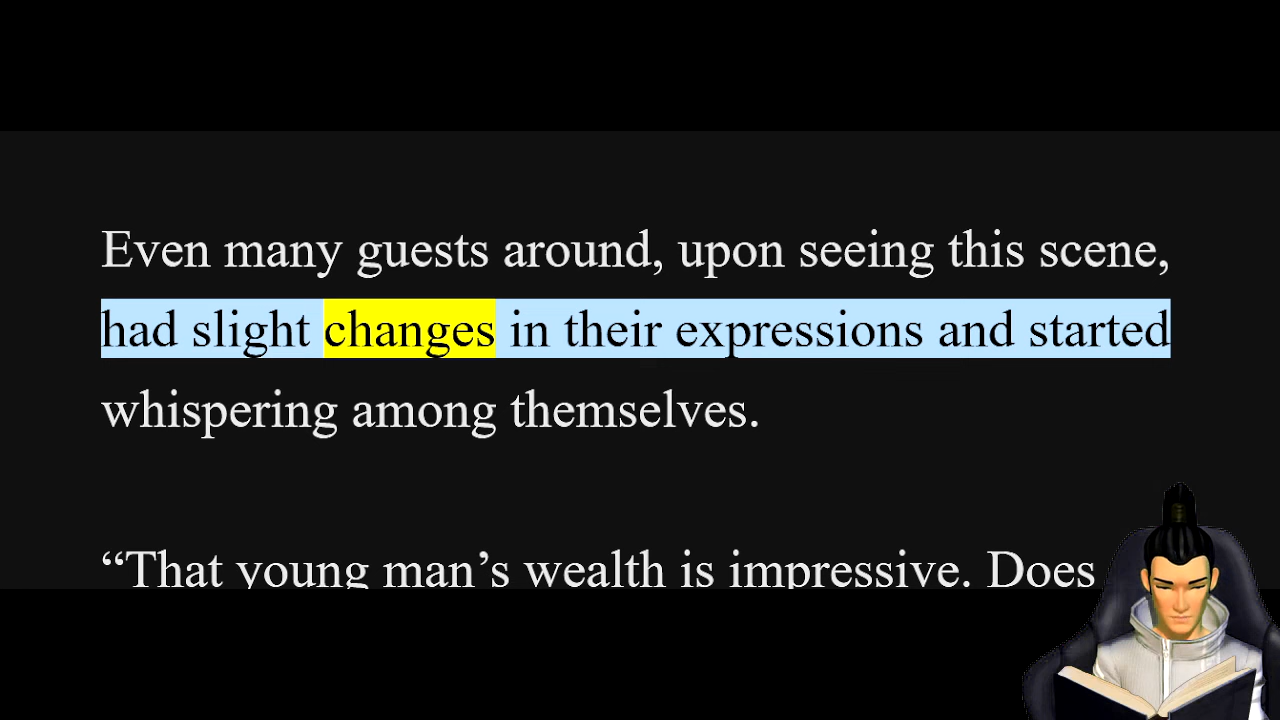 Even many guests around, upon seeing this scene,
had slight changes in their expressions and started
whispering among themselves.
“That young man’s wealth is impressive. Does